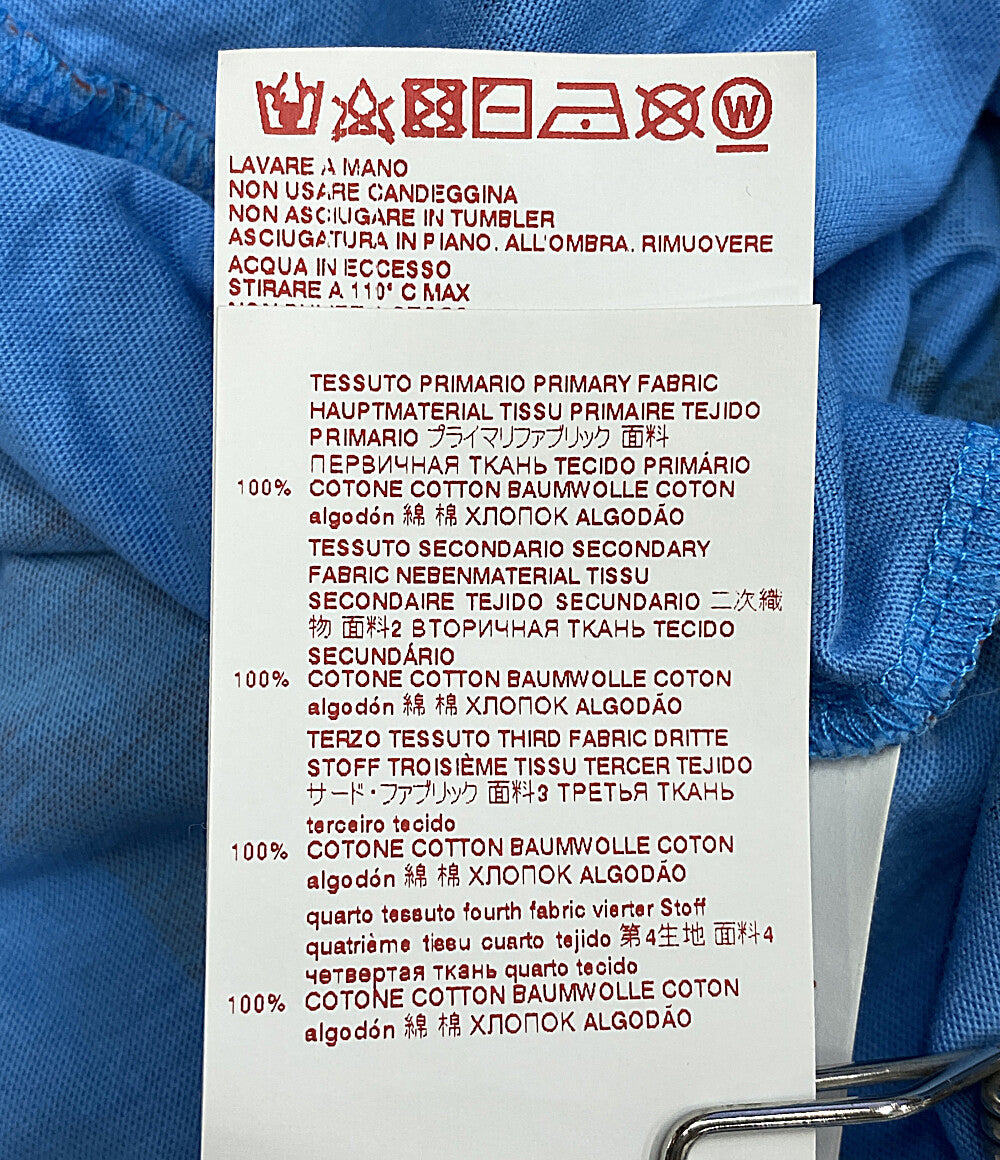 W
LAVARE A MANO
NON USARE CANDEGGINA
NON ASCIUGARE IN TUMBLER
ASCIUGATURA IN PIANO. ALL'OMBRA. RIMUOVERE
ACQUA IN ECCESSO
STIRARE A 110° C MAX
TESSUTO PRIMARIO PRIMARY FABRIC
HAUPTMATERIAL TISSU PRIMAIRE TEJIDO
PRIMARIO プライマリファブリック 面料
ПЕРВИЧНАЯ ТКАНЬ TECIDO PRIMÁRIO
100% COTONE COTTON BAUMWOLLE COTON
algodón 綿 棉 ХЛОПОК ALGODÃO
TESSUTO SECONDARIO SECONDARY
FABRIC NEBENMATERIAL TISSU
SECONDAIRE TEJIDO SECUNDARIO 二次織
物 面料2 ВТОРИЧНАЯ ТКАНЬ TECIDO
SECUNDÁRIO
100% COTONE COTTON BAUMWOLLE COTON
algodón 綿 棉 ХЛОПОК ALGODÃO
TERZO TESSUTO THIRD FABRIC DRITTE
STOFF TROISIÈME TISSU TERCER TEJIDO
サード・ファブリック 面料3 ТРЕТЬЯ ТКАНЬ
terceiro tecido
100% COTONE COTTON BAUMWOLLE COTON
algodón 綿 棉 ХЛОПОК ALGODÃO
quarto tessuto fourth fabric vierter Stoff
quatrième tissu cuarto tejido 第4生地 面料4
четвертая ткань quarto tecido
100% COTONE COTTON BAUMWOLLE COTON
algodón 綿 棉 ХЛОПОК ALGODÃO